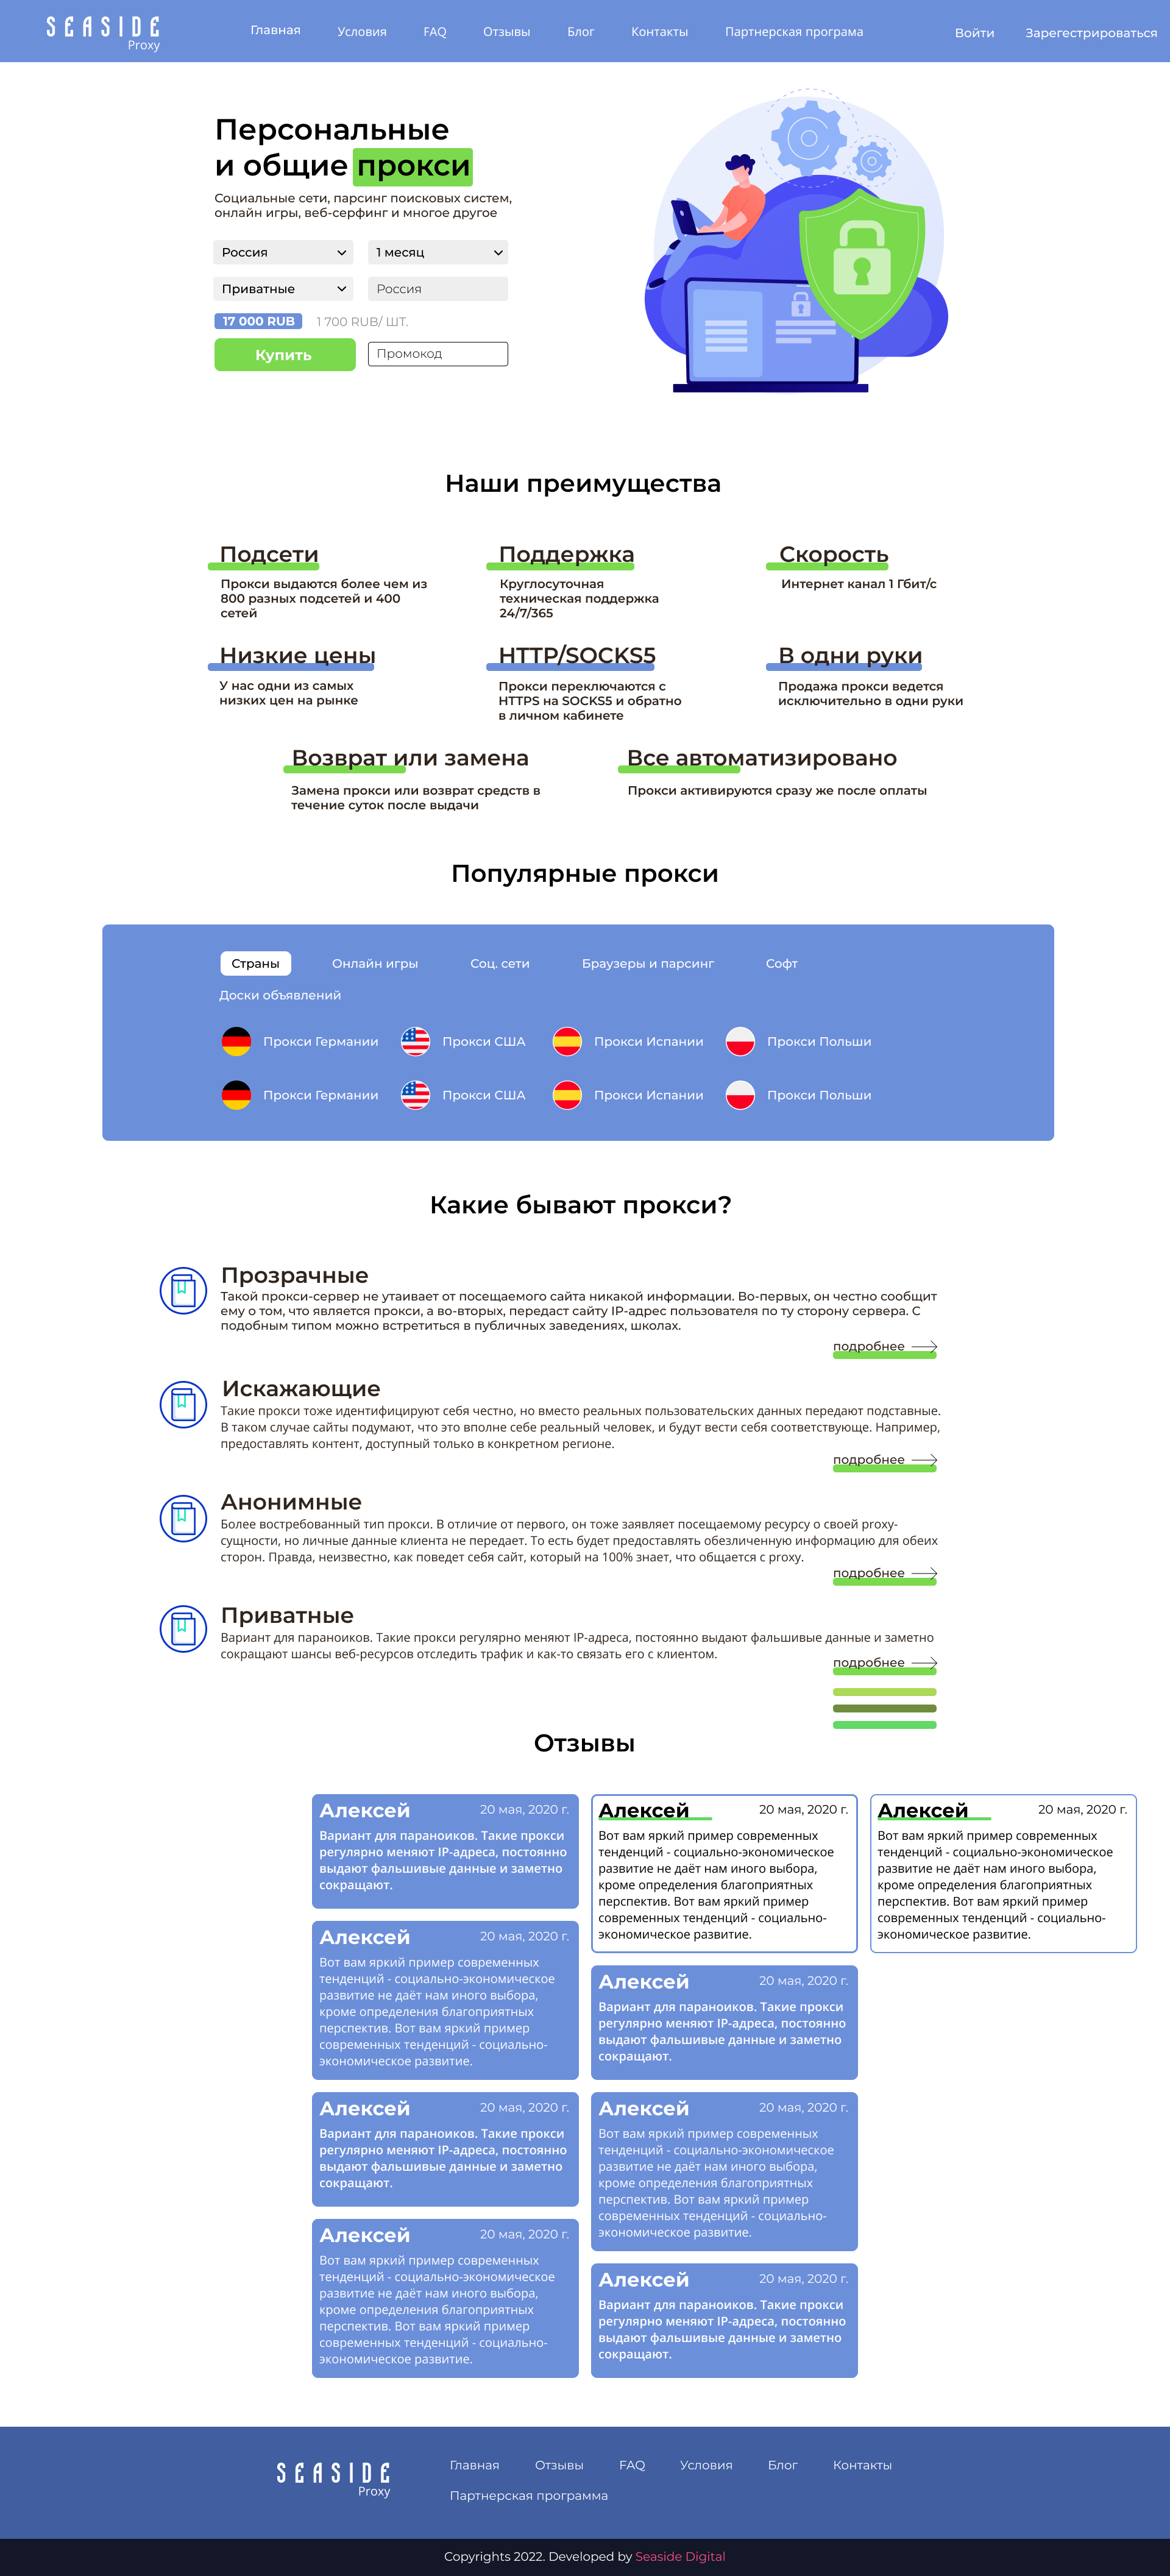 SEASIDE
Proxy
Главная
Условия
FAQ
Отзывы
Блог
Контакты
Партнерская програма
Войти
Зарегестрироваться
Персональные
и общие прокси
Социальные сети, парсинг поисковых систем,
онлайн игры, веб-серфинг и многое другое
Россия
1 месяц
Приватные
Россия
17 000 RUB
1 700 RUB/ ШТ.
Купить
Промокод
Наши преимущества
Подсети
Прокси выдаются более чем из
800 разных подсетей и 400
сетей
Поддержка
Круглосуточная
техническая поддержка
24/7/365
Скорость
Интернет канал 1 Гбит/с
Низкие цены
У нас одни из самых
низких цен на рынке
HTTP/SOCKS5
Прокси переключаются с
HTTPS на SOCKS5 и обратно
в личном кабинете
В одни руки
Продажа прокси ведется
исключительно в одни руки
Возврат или замена
Замена прокси или возврат средств в
течение суток после выдачи
Все автоматизировано
Прокси активируются сразу же после оплаты
Популярные прокси
Страны
Онлайн игры
Соц. сети
Браузеры и парсинг
Софт
Доски объявлений
Прокси Германии
Прокси США
Прокси Испании
Прокси Польши
Прокси Германии
Прокси США
Прокси Испании
Прокси Польши
Какие бывают прокси?
Прозрачные
Такой прокси-сервер не утаивает от посещаемого сайта никакой информации. Во-первых, он честно сообщит
ему о том, что является прокси, а во-вторых, передаст сайту IP-адрес пользователя по ту сторону сервера. С
подобным типом можно встретиться в публичных заведениях, школах.
подробнее
Искажающие
Такие прокси тоже идентифицируют себя честно, но вместо реальных пользовательских данных передают подставные.
В таком случае сайты подумают, что это вполне себе реальный человек, и будут вести себя соответствующе. Например,
предоставлять контент, доступный только в конкретном регионе.
подробнее
Анонимные
Более востребованный тип прокси. В отличие от первого, он тоже заявляет посещаемому ресурсу о своей proxy-
сущности, но личные данные клиента не передает. То есть будет предоставлять обезличенную информацию для обеих
сторон. Правда, неизвестно, как поведет себя сайт, который на 100% знает, что общается с proxy.
подробнее
Приватные
Вариант для параноиков. Такие прокси регулярно меняют IP-адреса, постоянно выдают фальшивые данные и заметно
сокращают шансы веб-ресурсов отследить трафик и как-то связать его с клиентом.
подробнее
Отзывы
Алексей
20 мая, 2020 г.
Вариант для параноиков. Такие прокси
регулярно меняют IP-адреса, постоянно
выдают фальшивые данные и заметно
сокращают.
Алексей
20 мая, 2020 г.
Вот вам яркий пример современных
тенденций - социально-экономическое
развитие не даёт нам иного выбора,
кроме определения благоприятных
перспектив. Вот вам яркий пример
современных тенденций - социально-
экономическое развитие.
Алексей
20 мая, 2020 г.
Вариант для параноиков. Такие прокси
регулярно меняют IP-адреса, постоянно
выдают фальшивые данные и заметно
сокращают.
Алексей
20 мая, 2020 г.
Вот вам яркий пример современных
тенденций - социально-экономическое
развитие не даёт нам иного выбора,
кроме определения благоприятных
перспектив. Вот вам яркий пример
современных тенденций - социально-
экономическое развитие.
Алексей
20 мая, 2020 г.
Вот вам яркий пример современных
тенденций - социально-экономическое
развитие не даёт нам иного выбора,
кроме определения благоприятных
перспектив. Вот вам яркий пример
современных тенденций - социально-
экономическое развитие.
Алексей
20 мая, 2020 г.
Вариант для параноиков. Такие прокси
регулярно меняют IP-адреса, постоянно
выдают фальшивые данные и заметно
сокращают.
Алексей
20 мая, 2020 г.
Вот вам яркий пример современных
тенденций - социально-экономическое
развитие не даёт нам иного выбора,
кроме определения благоприятных
перспектив. Вот вам яркий пример
современных тенденций - социально-
экономическое развитие.
Алексей
20 мая, 2020 г.
Вариант для параноиков. Такие прокси
регулярно меняют IP-адреса, постоянно
выдают фальшивые данные и заметно
сокращают.
Алексей
20 мая, 2020 г.
Вот вам яркий пример современных
тенденций - социально-экономическое
развитие не даёт нам иного выбора,
кроме определения благоприятных
перспектив. Вот вам яркий пример
современных тенденций - социально-
экономическое развитие.
SEASIDE
Proxy
Главная
Отзывы
FAQ
Условия
Блог
Контакты
Партнерская программа
Copyrights 2022. Developed by Seaside Digital